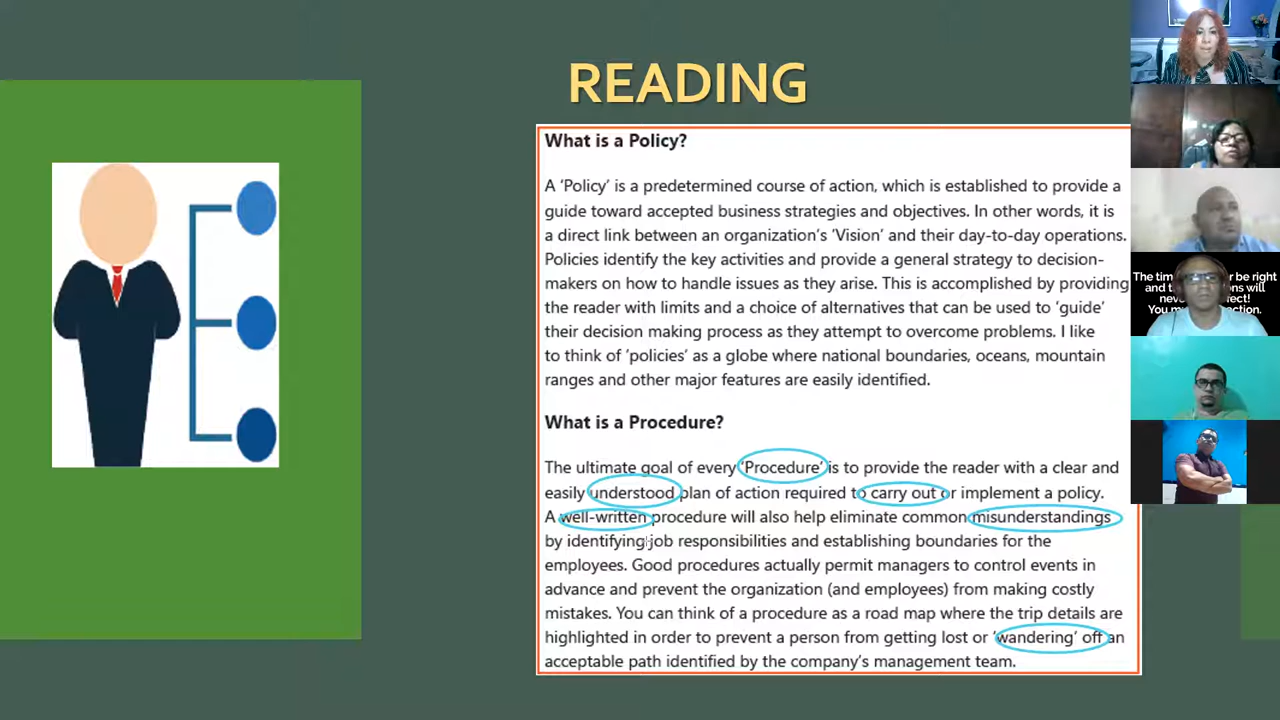 READING
What is a Policy?
A ‘Policy’ is a predetermined course of action, which is established to provide a
guide toward accepted business strategies and objectives. In other words, it is
a direct link between an organization’s ‘Vision’ and their day-to-day operations.
Policies identify the key activities and provide a general strategy to decision-
makers on how to handle issues as they arise. This is accomplished by providing
the reader with limits and a choice of alternatives that can be used to ‘guide’
their decision making process as they attempt to overcome problems. I like
to think of ‘policies’ as a globe where national boundaries, oceans, mountain
ranges and other major features are easily identified.
What is a Procedure?
The ultimate goal of every ‘Procedure’ is to provide the reader with a clear and
easily understood plan of action required to carry out or implement a policy.
A well-written procedure will also help eliminate common misunderstandings
by identifying job responsibilities and establishing boundaries for the
employees. Good procedures actually permit managers to control events in
advance and prevent the organization (and employees) from making costly
mistakes. You can think of a procedure as a road map where the trip details are
highlighted in order to prevent a person from getting lost or ‘wandering’ off an
acceptable path identified by the company’s management team.
The be right
and will
You